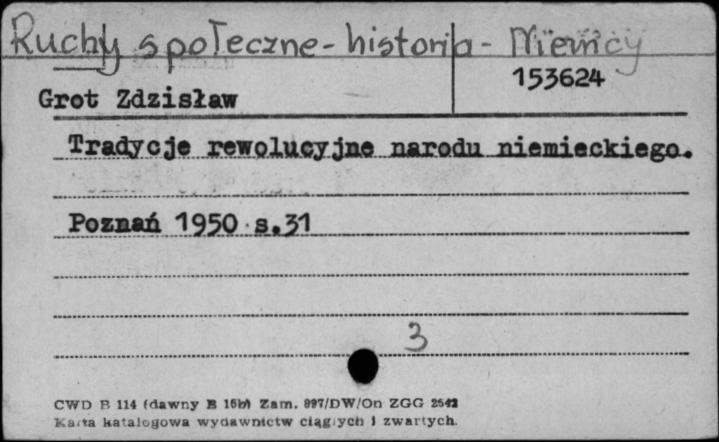 Ruchy społeczne - historia - Niemcy
153624
Grot Zdzisław
Tradycje rewolucyjne narodu niemieckiego.
Poznań 1950 s.31
3
CWD B 114 (dawny B 16b) Zam. 897/DW/On ZGG 2542
Karta katalogowa wydawnictw ciągłych i zwartych.